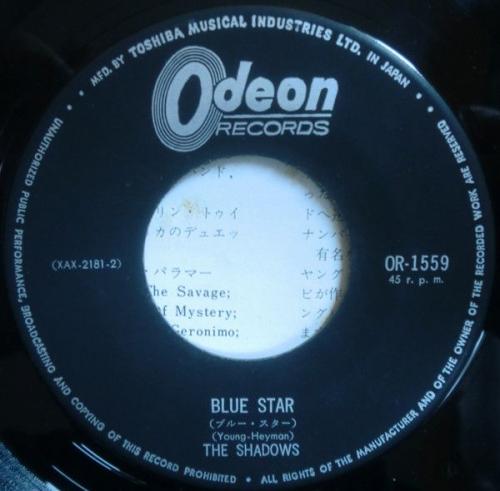 MFD. BY TOSHIBA MUSICAL INDUSTRIES LTD. IN JAPAN
Odeon
RECORDS
(XAX-2181-2)
OR-1559
45 r. p. m.
リン・トゥイ
カのデュエッ
・パラマー
The Savage;
Of Mystery;
Geronimo;
ドヘル
ナンバ
有名
ヤング
ビが作
ング
BLUE STAR
(ブルー・スター)
(Young-Heyman)
THE SHADOWS
UNAUTHORIZED PUBLIC PERFORMANCE, BROADCASTING AND COPYING OF THIS RECORD PROHIBITED • ALL RIGHTS OF THE MANUFACTURER AND OF THE OWNER OF THE RECORDED WORK ARE RESERVED